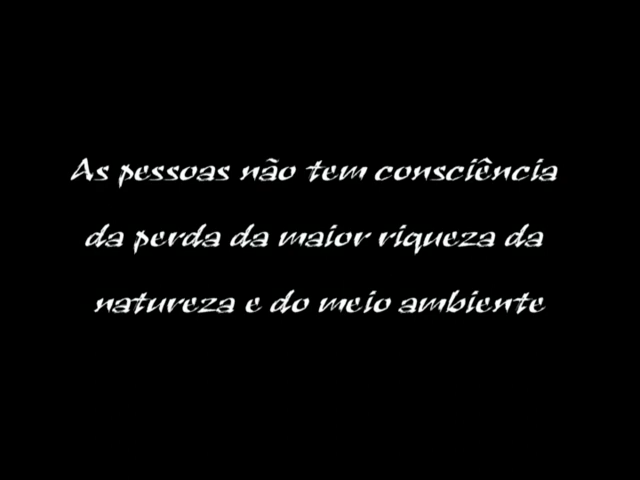 As pessoas não tem consciência
da perda da maior riqueza da
natureza e do meio ambiente